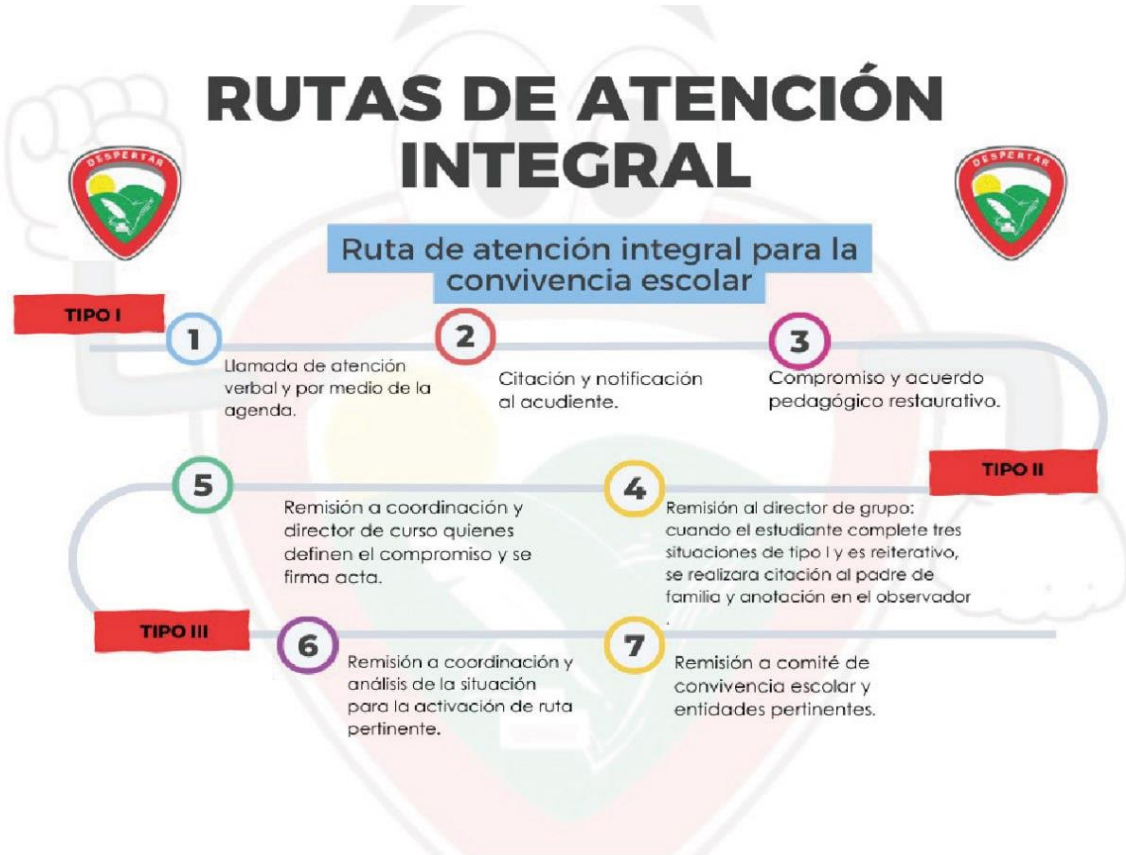 RUTAS DE ATENCIÓN
INTEGRAL
DESPERTAR
DESPERTAR
Ruta de atención integral para la
convivencia escolar
TIPO I
1
Llamada de atención
verbal y por medio de la
agenda.
2
Citación y notificación
al acudiente.
3
Compromiso y acuerdo
pedagógico restaurativo.
TIPO II
4
Remisión al director de grupo:
cuando el estudiante complete tres
situaciones de tipo I y es reiterativo,
se realizara citación al padre de
familia y anotación en el observador
.
5
Remisión a coordinación y
director de curso quienes
definen el compromiso y se
firma acta.
TIPO III
6
Remisión a coordinación y
análisis de la situación
para la activación de ruta
pertinente.
7
Remisión a comité de
convivencia escolar y
entidades pertinentes.